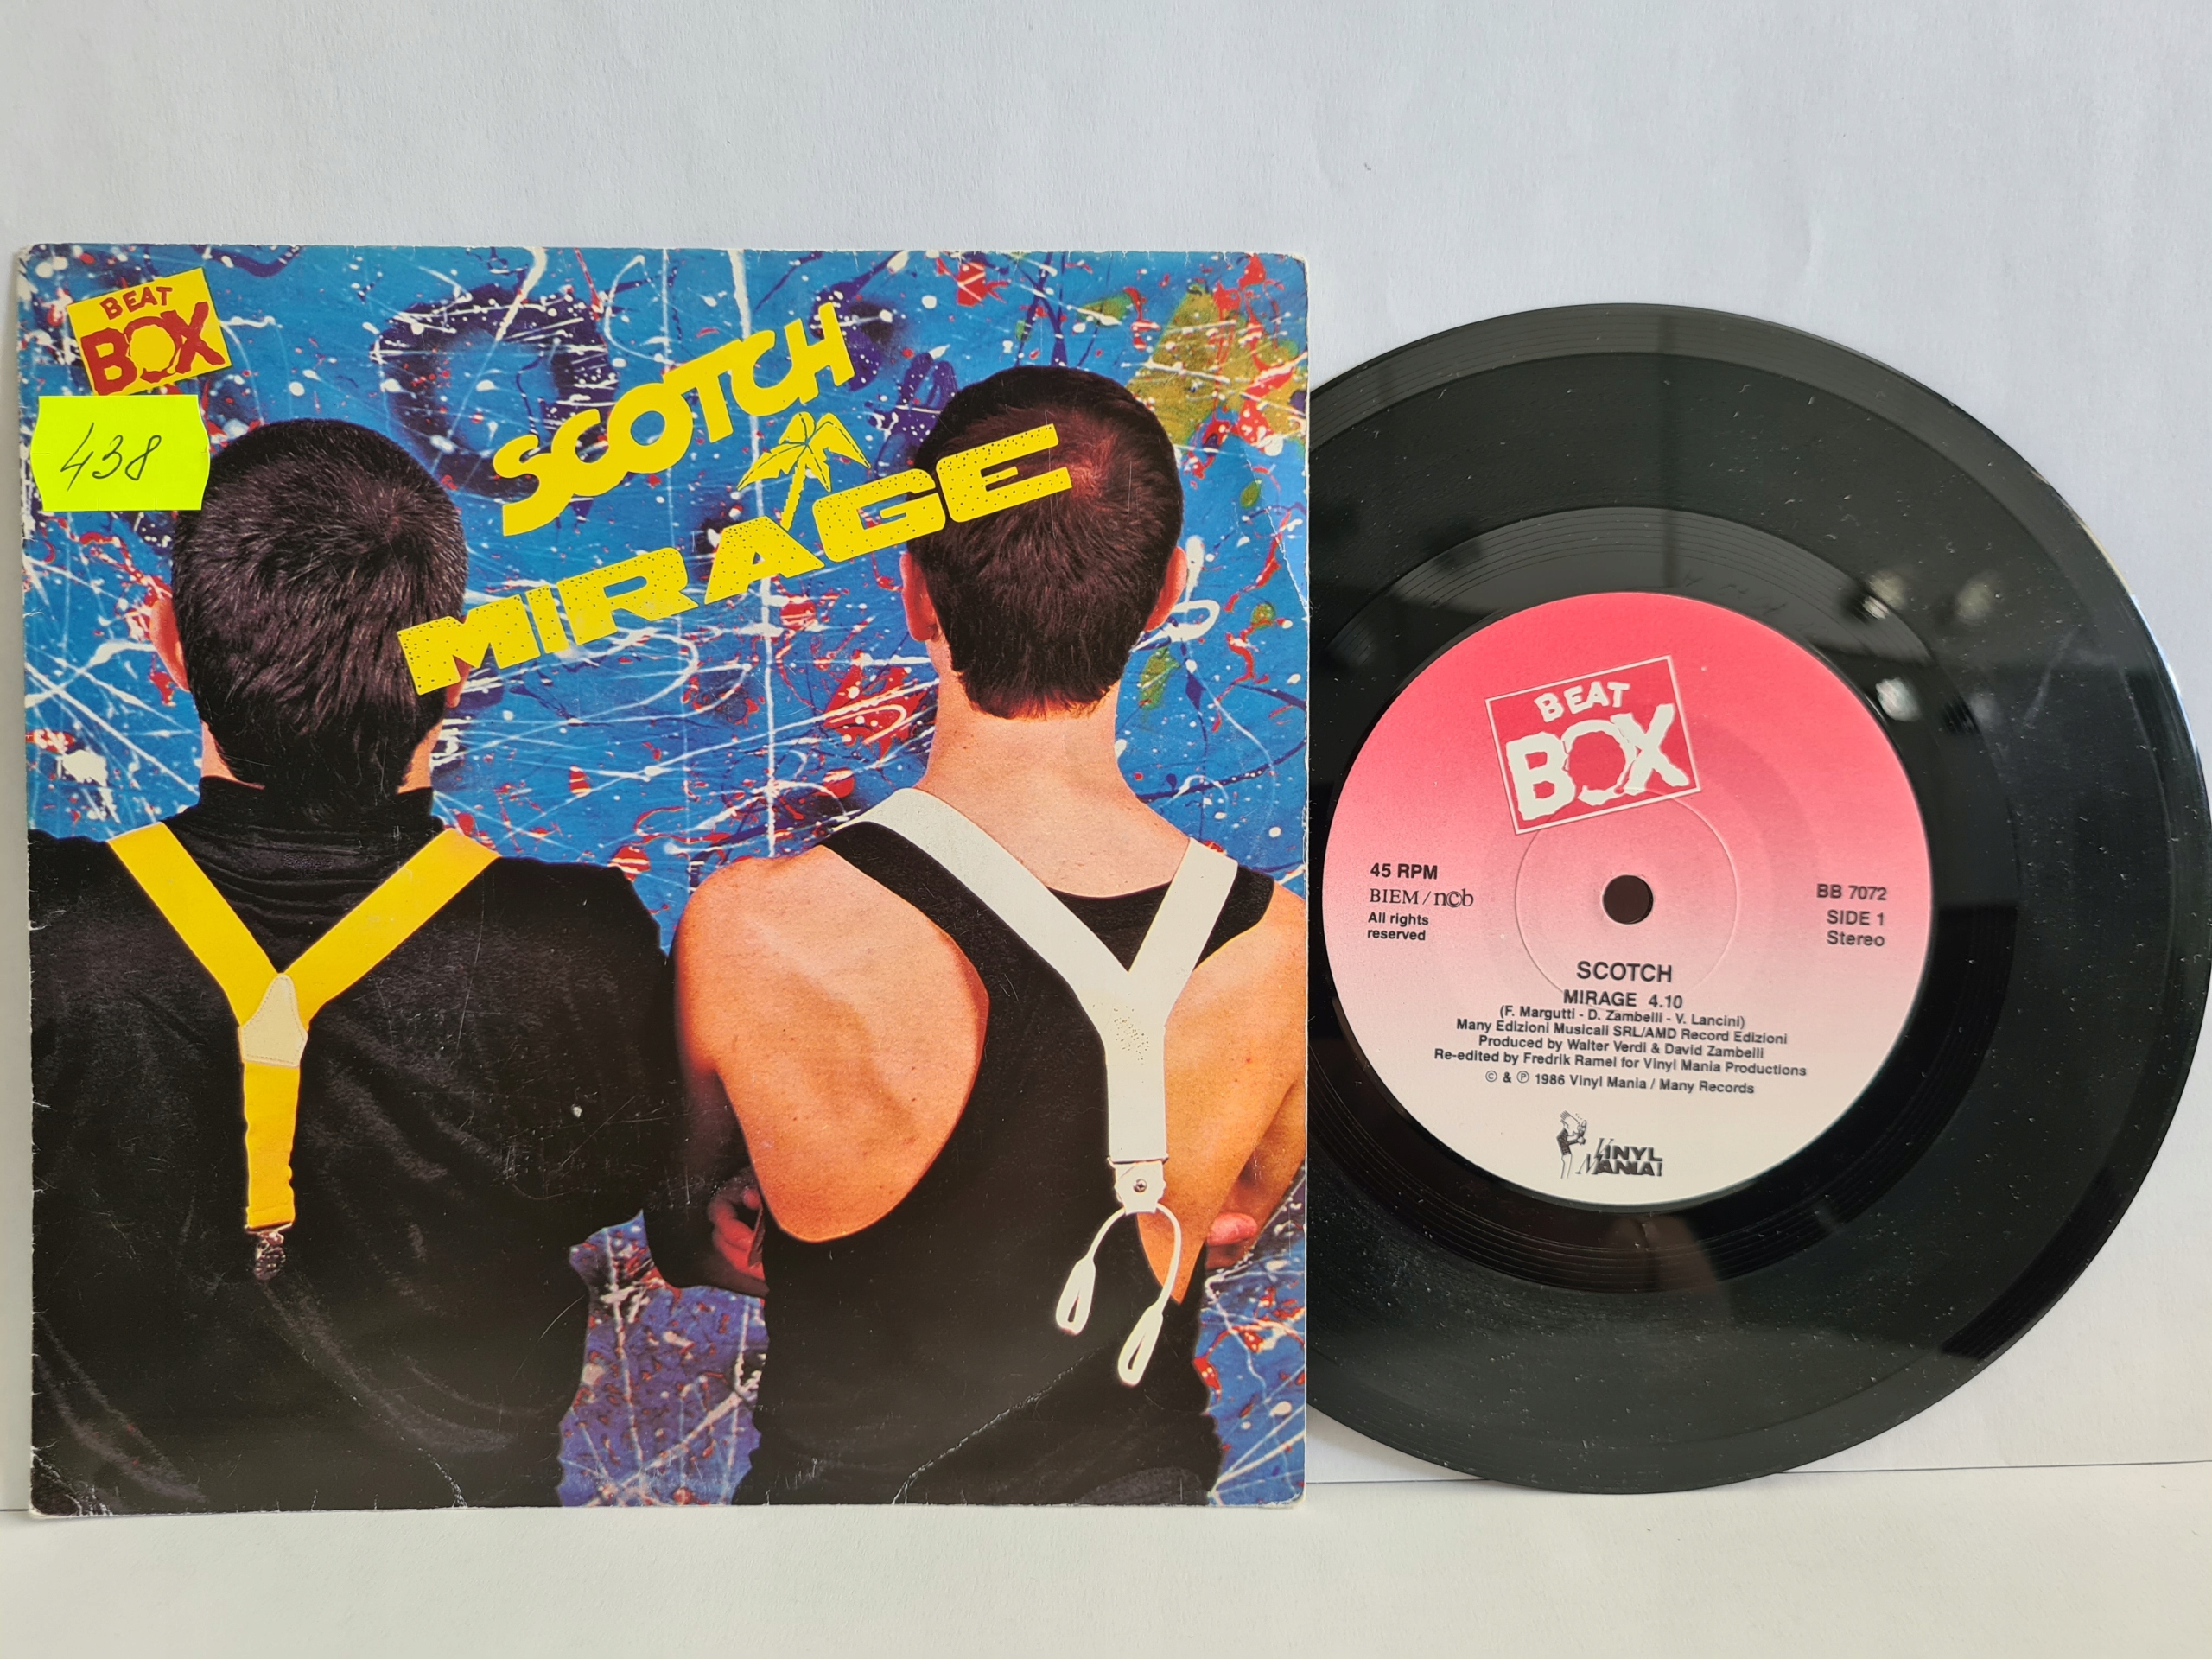 BEAT
BOX
438
SCOTCH
MIRAGE
BEAT
BOX
45 RPM
BIEM / ncb
All rights
reserved
BB 7072
SIDE 1
Stereo
SCOTCH
MIRAGE 4.10
(F. Margutti - D. Zambelli - V. Lancini)
Many Edizioni Musicali SRL/AMD Record Edizioni
Produced by Walter Verdi & David Zambelli
Re-edited by Fredrik Ramel for Vinyl Mania Productions
© & ℗ 1986 Vinyl Mania / Many Records
VINYL
MANIA!